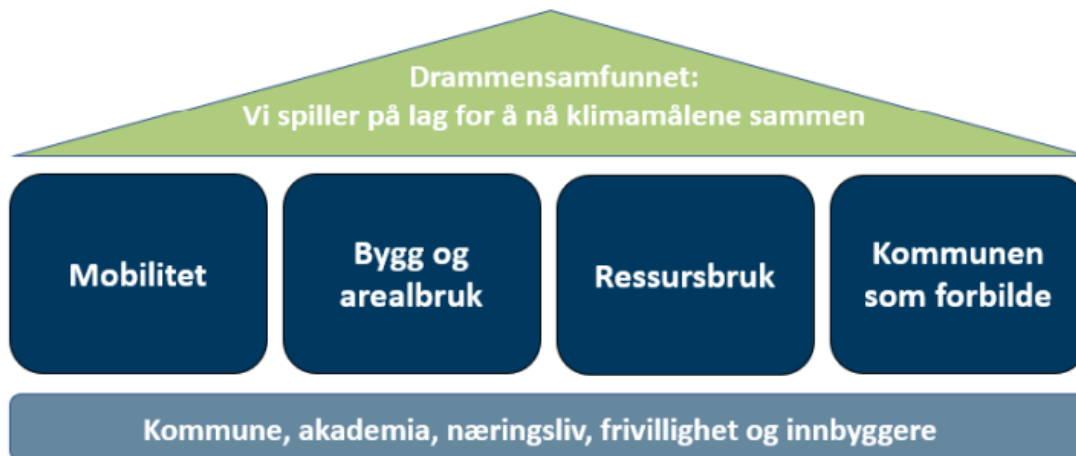 Drammensamfunnet:
Vi spiller på lag for å nå klimamålene sammen
Mobilitet
Bygg og
arealbruk
Ressursbruk
Kommunen
som forbilde
Kommune, akademia, næringsliv, frivillighet og innbyggere